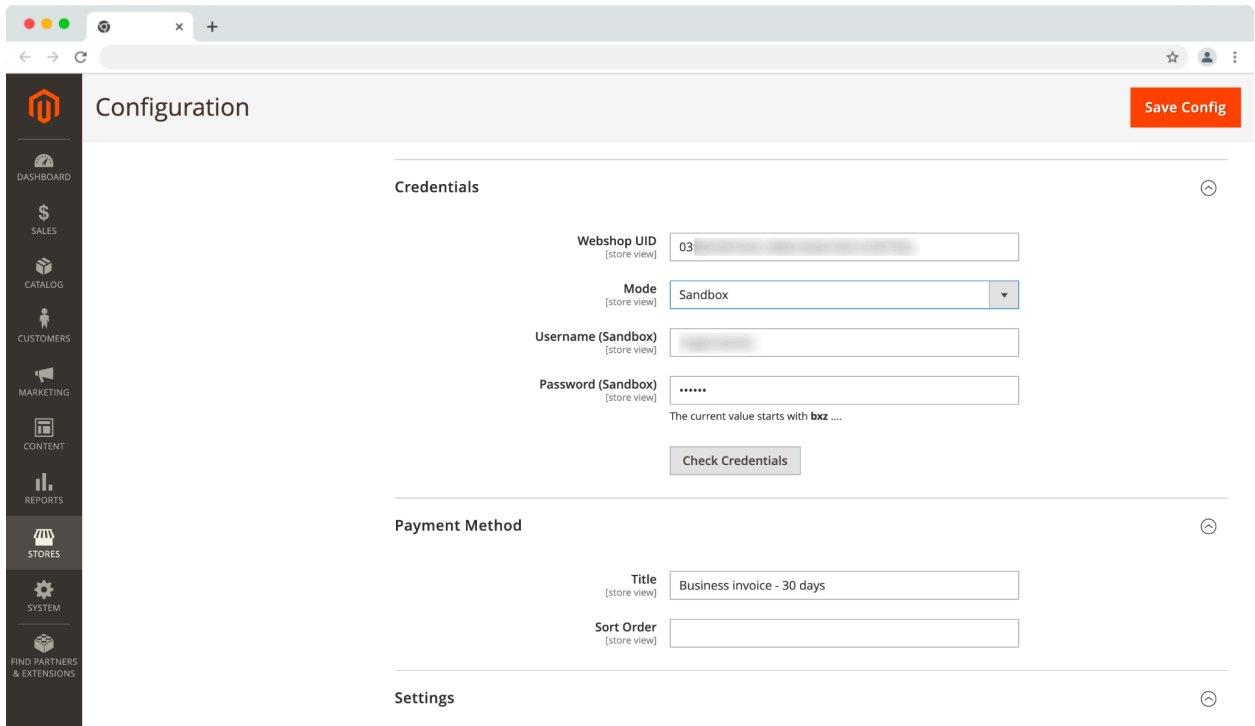 Configuration
Save Config
DASHBOARD
SALES
CATALOG
CUSTOMERS
MARKETING
CONTENT
REPORTS
STORES
SYSTEM
FIND PARTNERS
& EXTENSIONS
Credentials
Webshop UID
[store view]
03
Mode
[store view]
Sandbox
Username (Sandbox)
[store view]
Password (Sandbox)
[store view]
••••••
The current value starts with bxz ....
Check Credentials
Payment Method
Title
[store view]
Business invoice - 30 days
Sort Order
[store view]
Settings